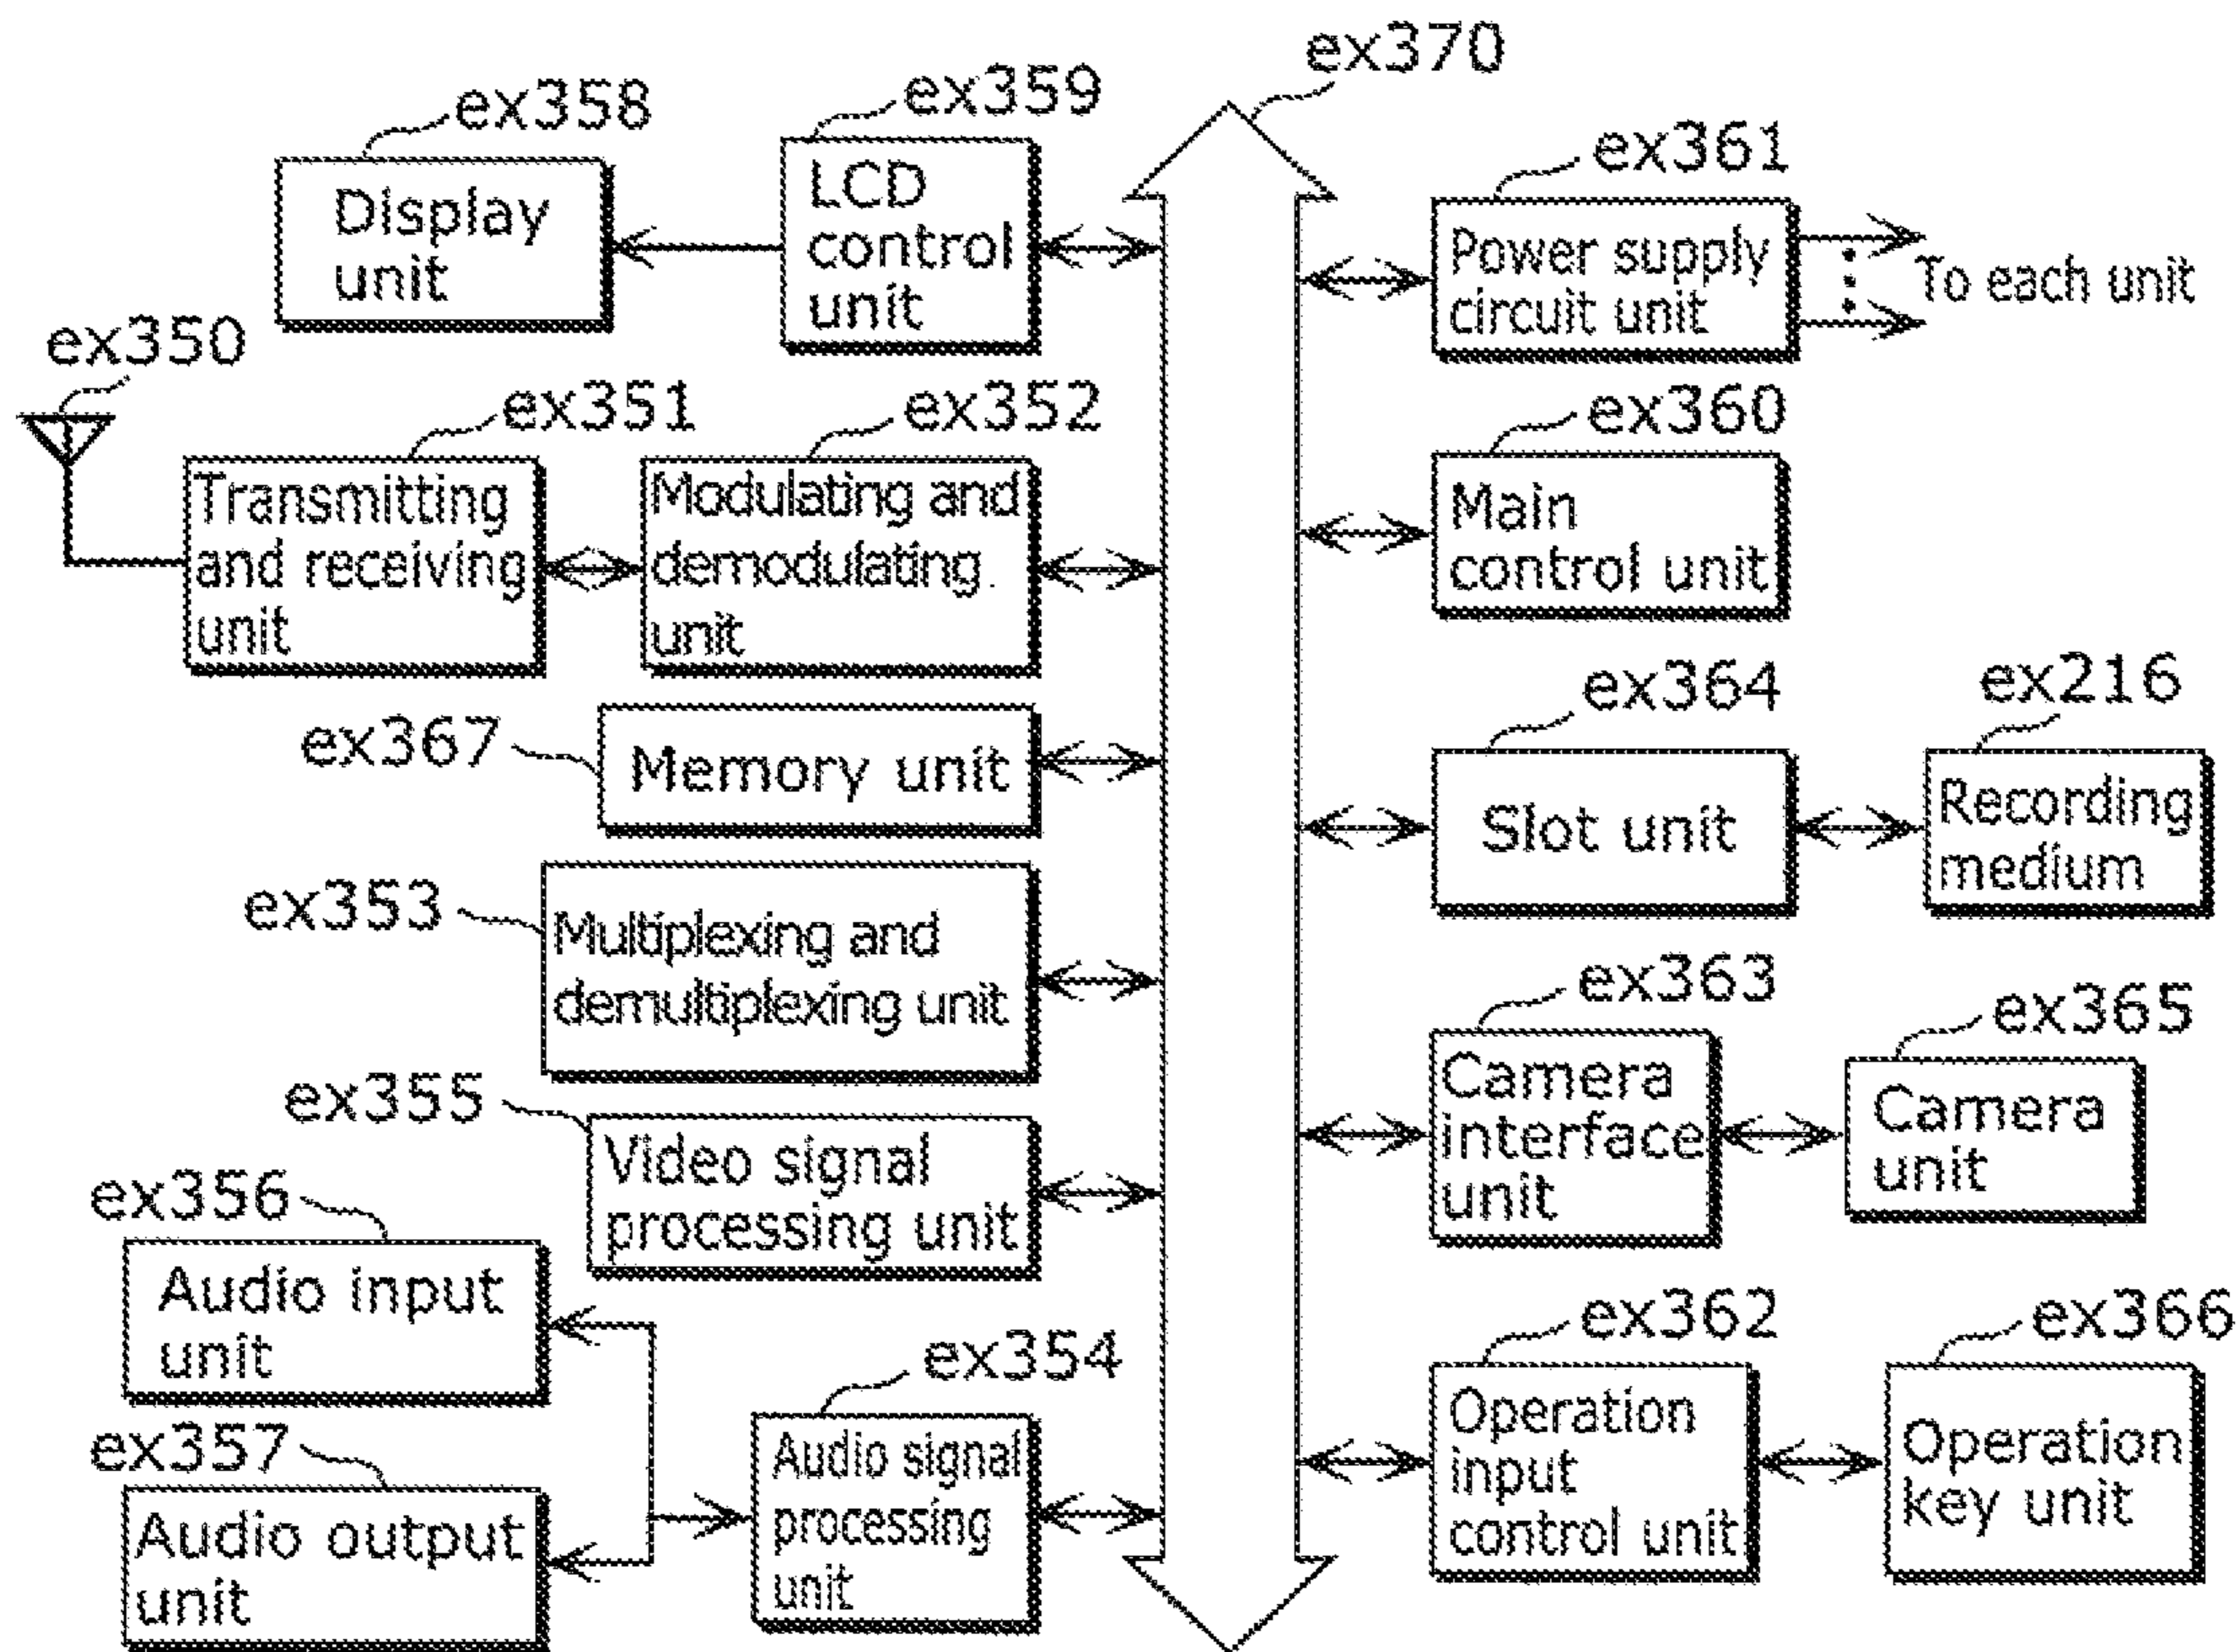 ex370
ex359
ex358
LCD
control
unit
Display
unit
ex361
Power supply
circuit unit
To each unit
ex350
ex351
ex352
Transmitting
and receiving
unit
Modulating and
demodulating
unit
ex360
Main
control unit
ex367
Memory unit
ex364
Slot unit
ex216
Recording
medium
ex353
Multiplexing and
demultiplexing unit
ex363
Camera
interface
unit
ex365
Camera
unit
ex355
Video signal
processing unit
ex356
Audio input
unit
ex354
Audio signal
processing
unit
ex357
Audio output
unit
ex362
Operation
input
control unit
ex366
Operation
key unit